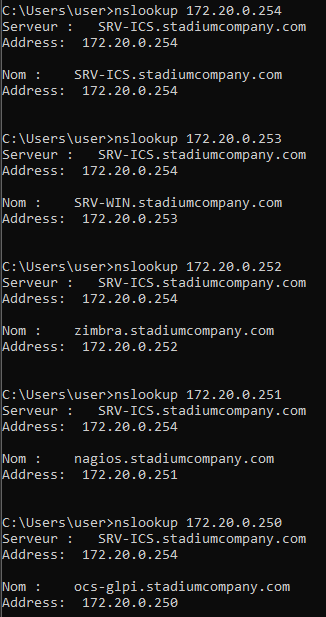 C:\Users\user>nslookup 172.20.0.254
Serveur :   SRV-ICS.stadiumcompany.com
Address:  172.20.0.254
Nom :    SRV-ICS.stadiumcompany.com
Address:  172.20.0.254
C:\Users\user>nslookup 172.20.0.253
Serveur :   SRV-ICS.stadiumcompany.com
Address:  172.20.0.254
Nom :    SRV-WIN.stadiumcompany.com
Address:  172.20.0.253
C:\Users\user>nslookup 172.20.0.252
Serveur :   SRV-ICS.stadiumcompany.com
Address:  172.20.0.254
Nom :    zimbra.stadiumcompany.com
Address:  172.20.0.252
C:\Users\user>nslookup 172.20.0.251
Serveur :   SRV-ICS.stadiumcompany.com
Address:  172.20.0.254
Nom :    nagios.stadiumcompany.com
Address:  172.20.0.251
C:\Users\user>nslookup 172.20.0.250
Serveur :   SRV-ICS.stadiumcompany.com
Address:  172.20.0.254
Nom :    ocs-glpi.stadiumcompany.com
Address:  172.20.0.250